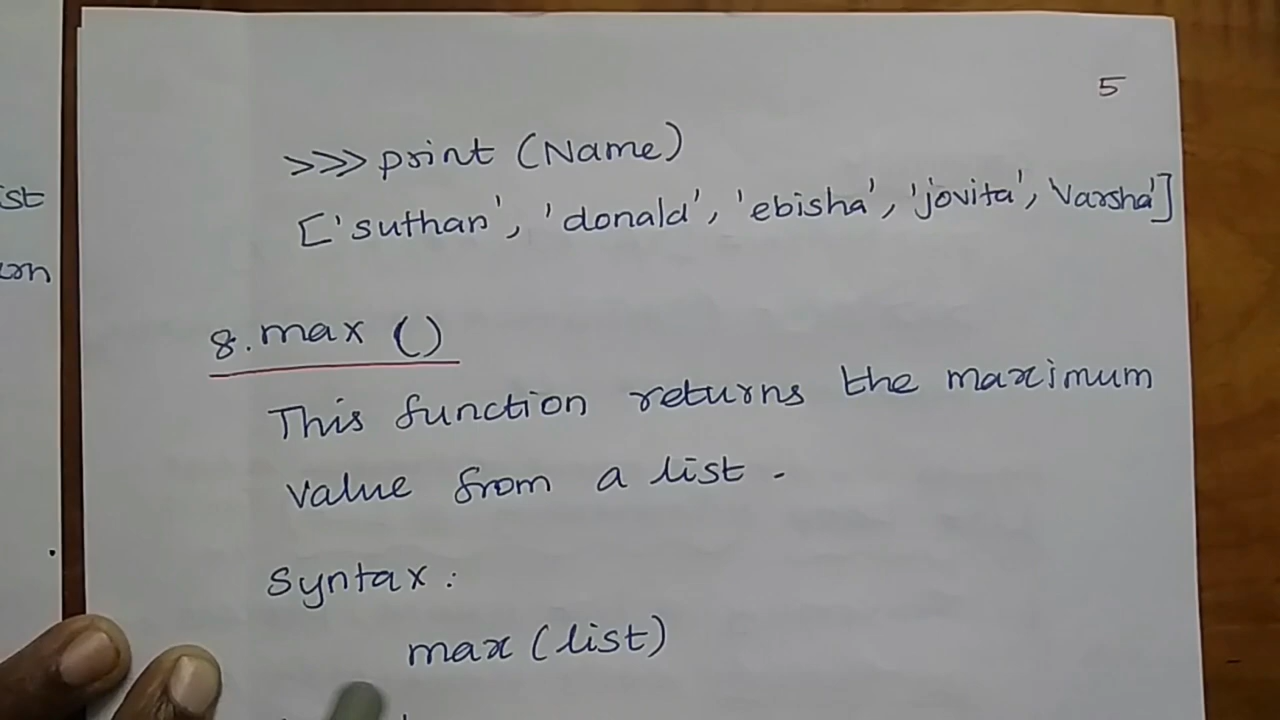 5
>>> print (Name)
['suthan', 'donald', 'ebisha', 'jovita', 'Varsha']
8. max ()
This function returns the maximum
value from a list.
Syntax:
max (list)
ist